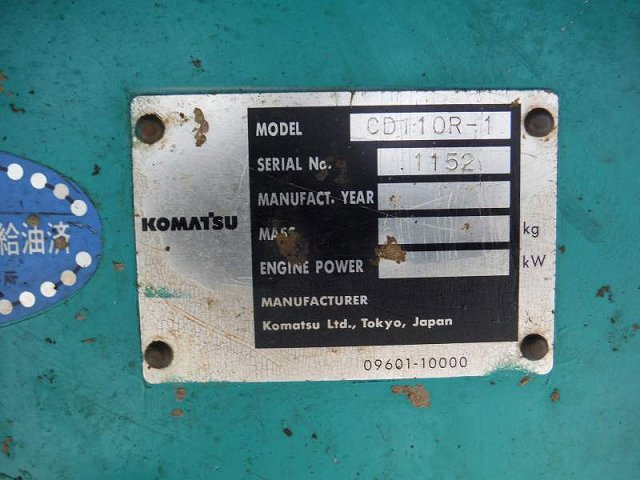 MODEL CD110R-1
SERIAL No. 1152
MANUFACT. YEAR
KOMATSU
MASS kg
ENGINE POWER kW
MANUFACTURER
Komatsu Ltd., Tokyo, Japan
09601-10000
給油済
所